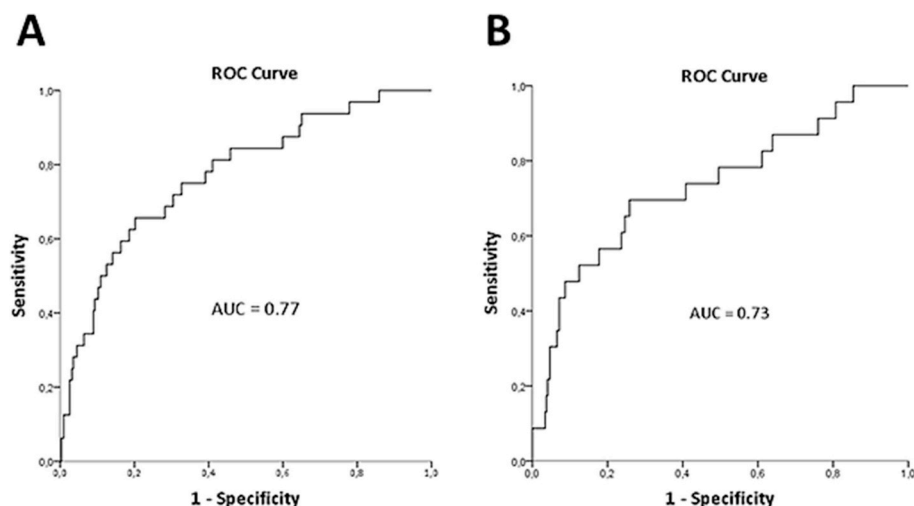 A
ROC Curve
1,0
0,8
0,6
0,4
0,2
0,0
Sensitivity
AUC = 0.77
0,0 0,2 0,4 0,6 0,8 1,0
1 - Specificity
B
ROC Curve
1,0
0,8
0,6
0,4
0,2
0,0
Sensitivity
AUC = 0.73
0,0 0,2 0,4 0,6 0,8 1,0
1 - Specificity